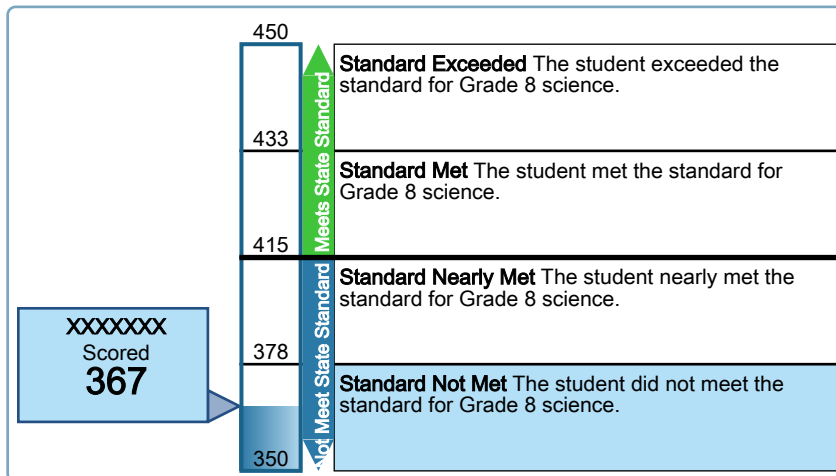 450
Standard Exceeded The student exceeded the
standard for Grade 8 science.
433
Standard Met The student met the standard for
Grade 8 science.
Meets State Standard
415
Standard Nearly Met The student nearly met the
standard for Grade 8 science.
XXXXXXX
Scored
367
378
Standard Not Met The student did not meet the
standard for Grade 8 science.
Not Meet State Standard
350